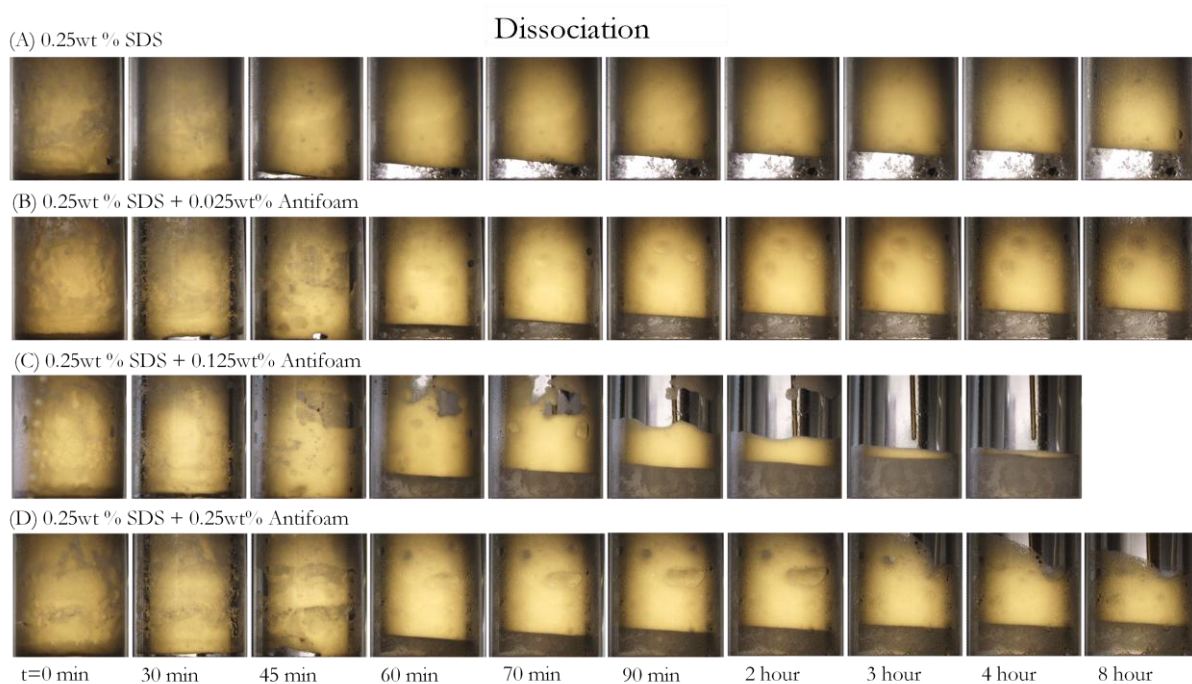 Dissociation
(A) 0.25wt % SDS
(B) 0.25wt % SDS + 0.025wt% Antifoam
(C) 0.25wt % SDS + 0.125wt% Antifoam
(D) 0.25wt % SDS + 0.25wt% Antifoam
t=0 min 30 min 45 min 60 min 70 min 90 min 2 hour 3 hour 4 hour 8 hour